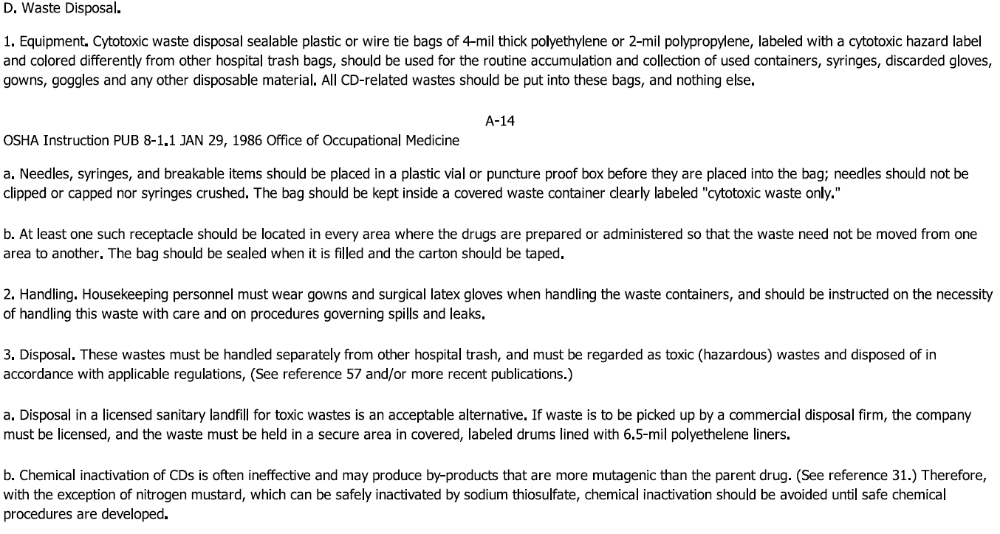 D. Waste Disposal.
1. Equipment. Cytotoxic waste disposal sealable plastic or wire tie bags of 4-mil thick polyethylene or 2-mil polypropylene, labeled with a cytotoxic hazard label
and colored differently from other hospital trash bags, should be used for the routine accumulation and collection of used containers, syringes, discarded gloves,
gowns, goggles and any other disposable material. All CD-related wastes should be put into these bags, and nothing else.
A-14
OSHA Instruction PUB 8-1.1 JAN 29, 1986 Office of Occupational Medicine
a. Needles, syringes, and breakable items should be placed in a plastic vial or puncture proof box before they are placed into the bag; needles should not be
clipped or capped nor syringes crushed. The bag should be kept inside a covered waste container clearly labeled "cytotoxic waste only."
b. At least one such receptacle should be located in every area where the drugs are prepared or administered so that the waste need not be moved from one
area to another. The bag should be sealed when it is filled and the carton should be taped.
2. Handling. Housekeeping personnel must wear gowns and surgical latex gloves when handling the waste containers, and should be instructed on the necessity
of handling this waste with care and on procedures governing spills and leaks.
3. Disposal. These wastes must be handled separately from other hospital trash, and must be regarded as toxic (hazardous) wastes and disposed of in
accordance with applicable regulations, (See reference 57 and/or more recent publications.)
a. Disposal in a licensed sanitary landfill for toxic wastes is an acceptable alternative. If waste is to be picked up by a commercial disposal firm, the company
must be licensed, and the waste must be held in a secure area in covered, labeled drums lined with 6.5-mil polyethelene liners.
b. Chemical inactivation of CDs is often ineffective and may produce by-products that are more mutagenic than the parent drug. (See reference 31.) Therefore,
with the exception of nitrogen mustard, which can be safely inactivated by sodium thiosulfate, chemical inactivation should be avoided until safe chemical
procedures are developed.